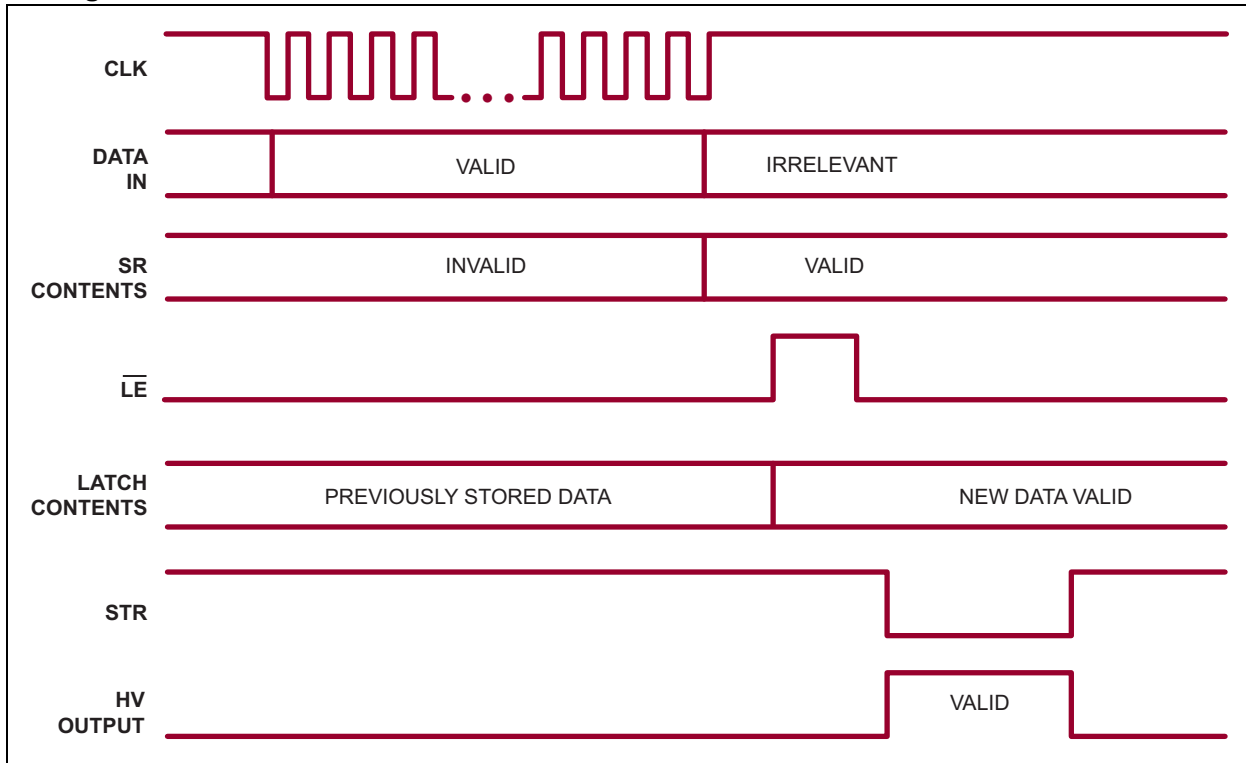 CLK
DATA
IN
VALID
IRRELEVANT
SR
CONTENTS
INVALID
VALID
LE
LATCH
CONTENTS
PREVIOUSLY STORED DATA
NEW DATA VALID
STR
HV
OUTPUT
VALID